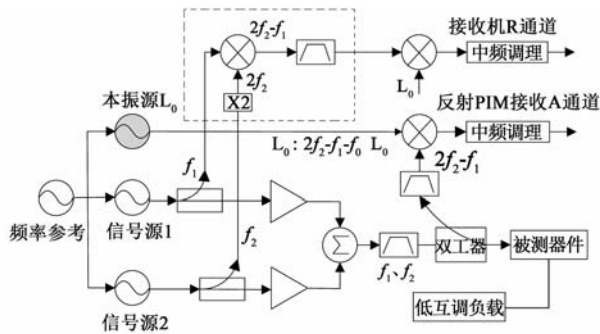 2f₂-f₁
接收机R通道
中频调理
2f₂
L₀
X2
本振源L₀
反射PIM接收A通道
中频调理
L₀：2f₂-f₁-f₀ L₀
f₁
2f₂-f₁
频率参考
信号源1
f₂
Σ
双工器
被测器件
f₁、f₂
信号源2
低互调负载